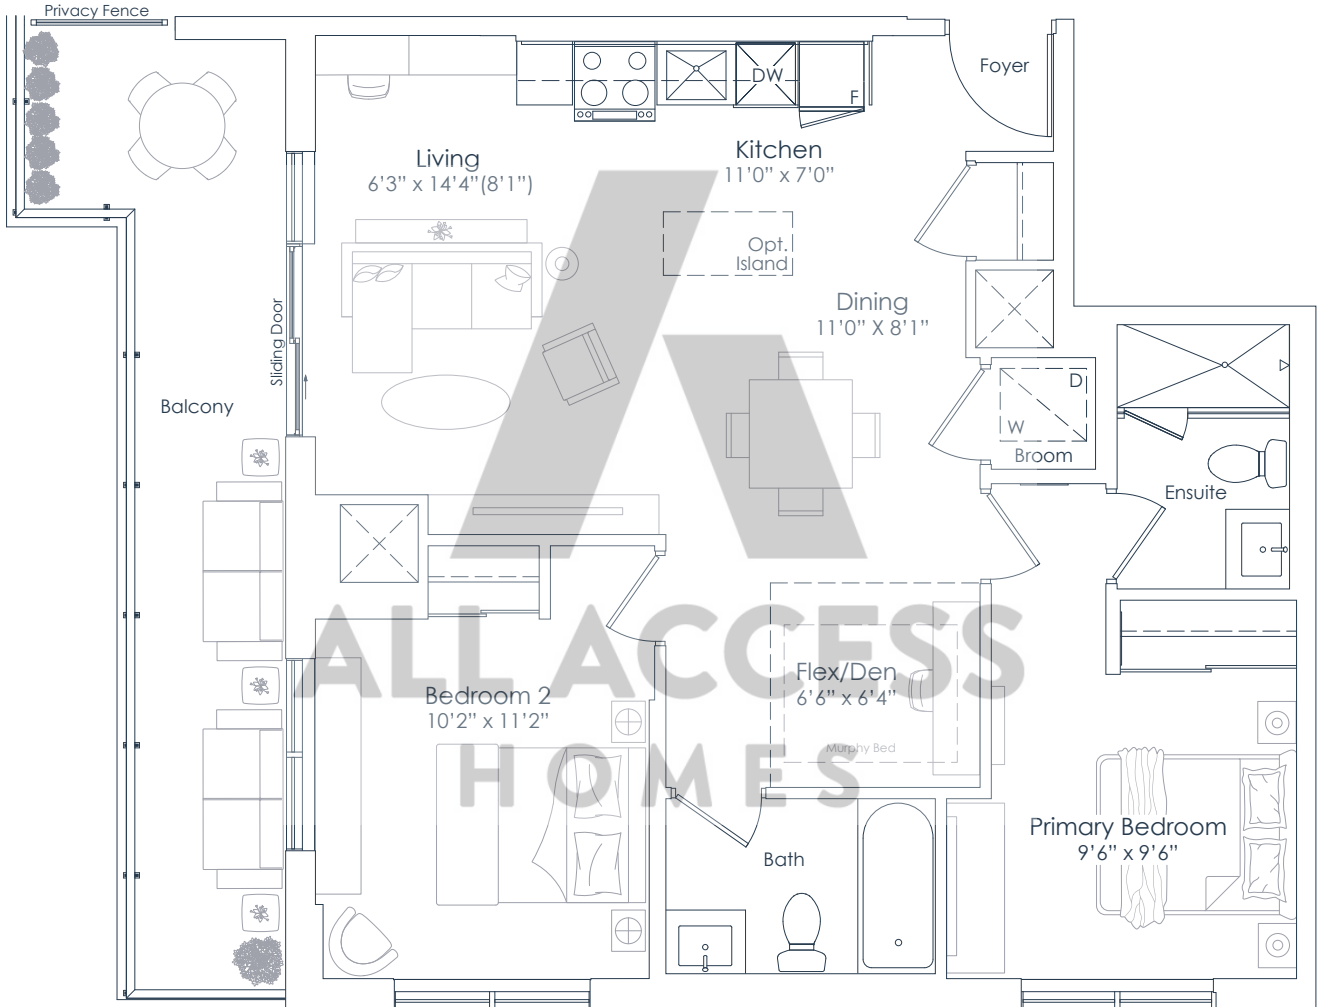 Privacy Fence
Foyer
DW
F
Living
6'3” x 14'4”(8'1”)
Kitchen
11'0” x 7'0”
Opt.
Island
Dining
11'0” X 8'1”
Sliding Door
Balcony
D
W
Broom
Ensuite
ALL ACCESS
HOMES
Bedroom 2
10'2” x 11'2”
Flex/Den
6'6” x 6'4”
Murphy Bed
Primary Bedroom
9'6” x 9'6”
Bath